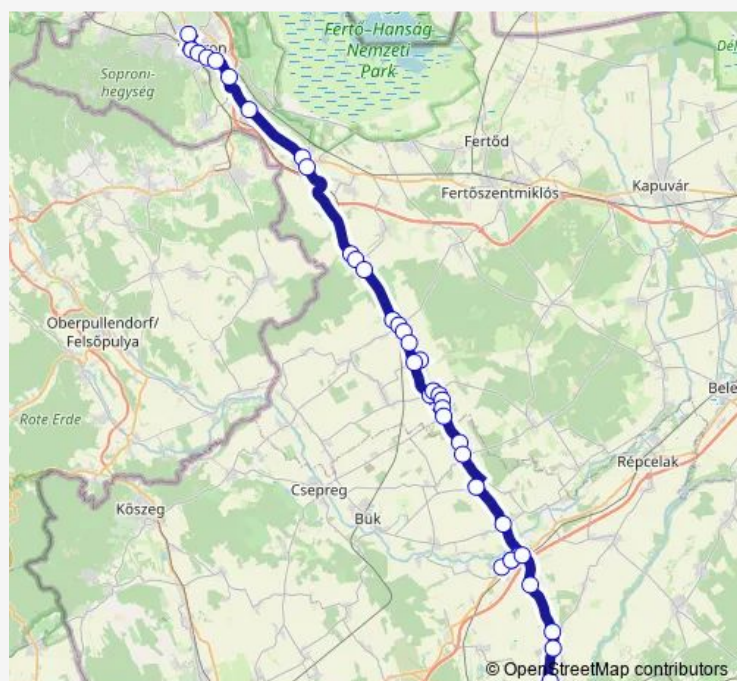 Fertő-Hanság
Nemzeti
Park
Soproni-
hegység
Fertőd
Fertőszentmiklós
Kapuvár
Oberpullendorf/
Felsőpulya
Rote Erde
Bele
Répcelak
Csepreg
Kőszeg
Bük
© OpenStreetMap contributors